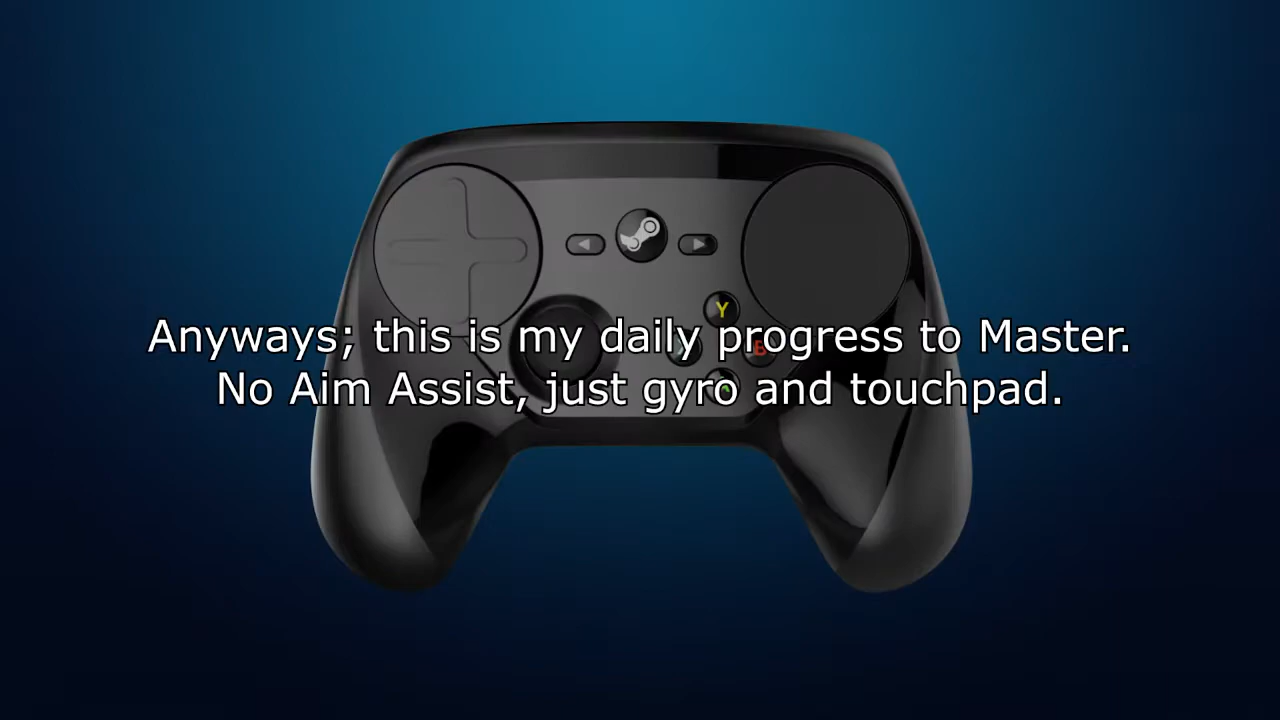 Y
Anyways; this is my daily progress to Master.
B
No Aim Assist, just gyro and touchpad.